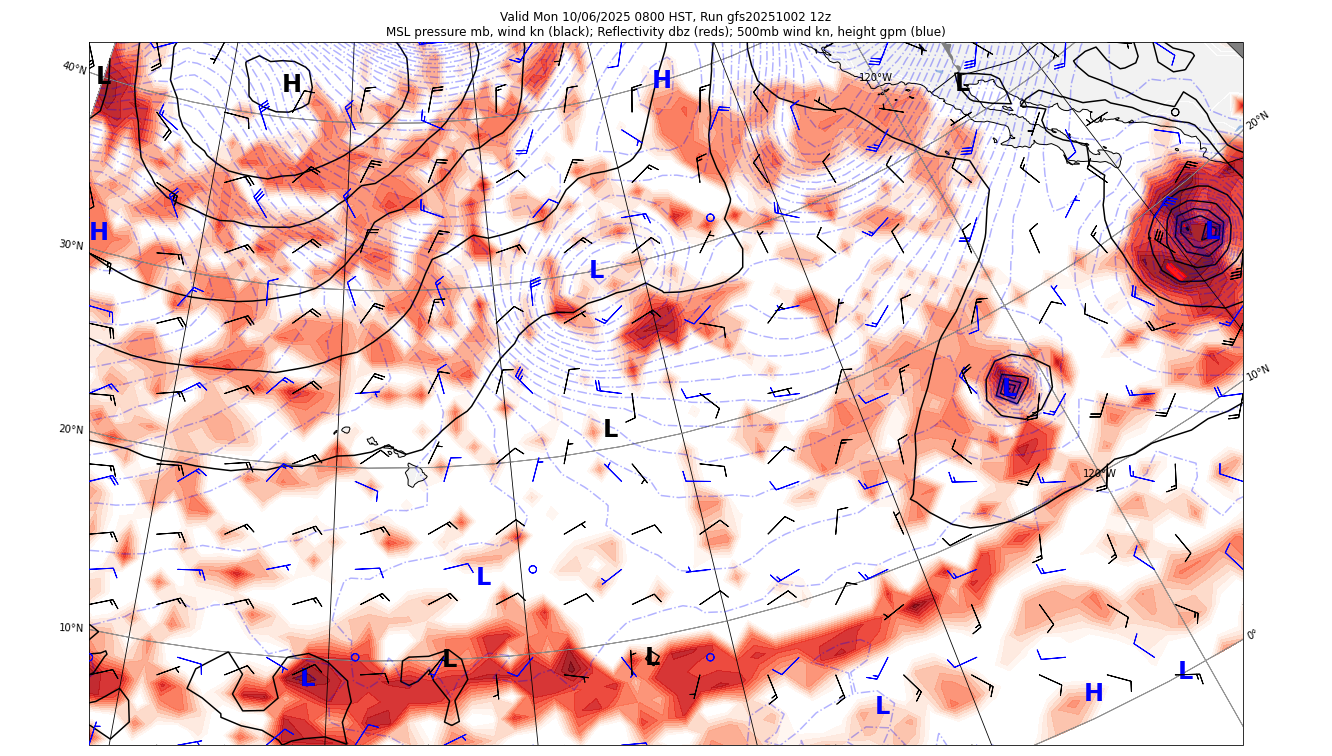 Valid Mon 10/06/2025 0800 HST, Run gfs20251002 12z
MSL pressure mb, wind kn (black); Reflectivity dbz (reds); 500mb wind kn, height gpm (blue)
40°N L H H 120°W L 20°N
H L L
30°N
L 10°N
20°N L
120°W
L
10°N 0°
L L L L H L